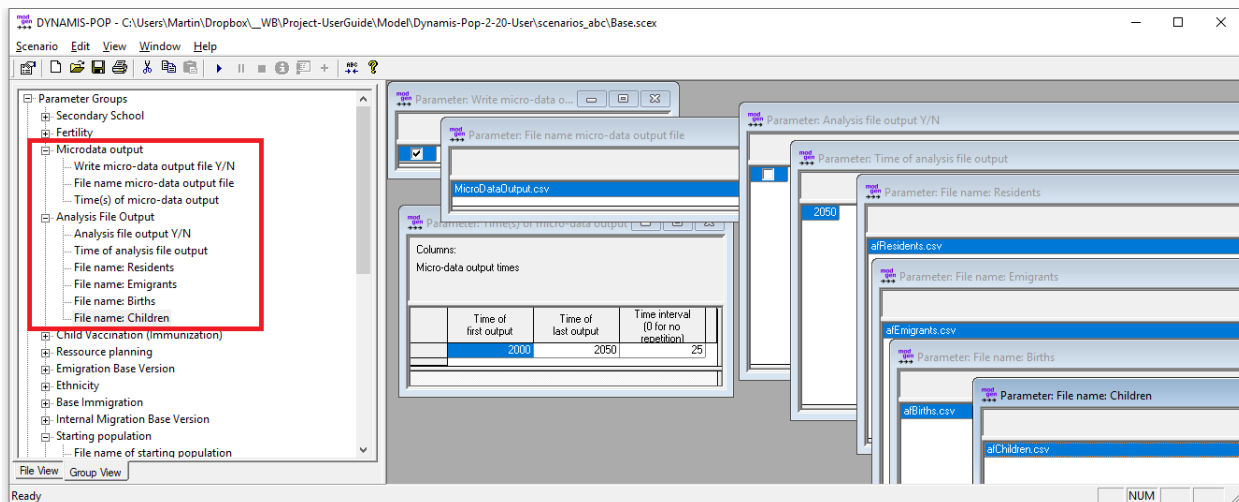 DYNAMIS-POP - C:\Users\Martin\Dropbox\__WB\Project-UserGuide\Model\Dynamis-Pop-2-20-User\scenarios_abc\Base.scex
Scenario Edit View Window Help
Parameter Groups
Secondary School
Fertility
Microdata output
Write micro-data output file Y/N
File name micro-data output file
Time(s) of micro-data output
Analysis File Output
Analysis file output Y/N
Time of analysis file output
File name: Residents
File name: Emigrants
File name: Births
File name: Children
Child Vaccination (Immunization)
Ressource planning
Emigration Base Version
Ethnicity
Base Immigration
Internal Migration Base Version
Starting population
File name of starting population
File View Group View
Parameter: Write micro-data o...
Parameter: File name micro-data output file
MicroDataOutput.csv
Parameter: Time(s) of micro-data output
Columns:
Micro-data output times
Time of first output
Time of last output
Time interval (0 for no repetition)
2000 2050 25
Parameter: Analysis file output Y/N
Parameter: Time of analysis file output
2050
Parameter: File name: Residents
afResidents.csv
Parameter: File name: Emigrants
afEmigrants.csv
Parameter: File name: Births
afBirths.csv
Parameter: File name: Children
afChildren.csv
Ready
NUM